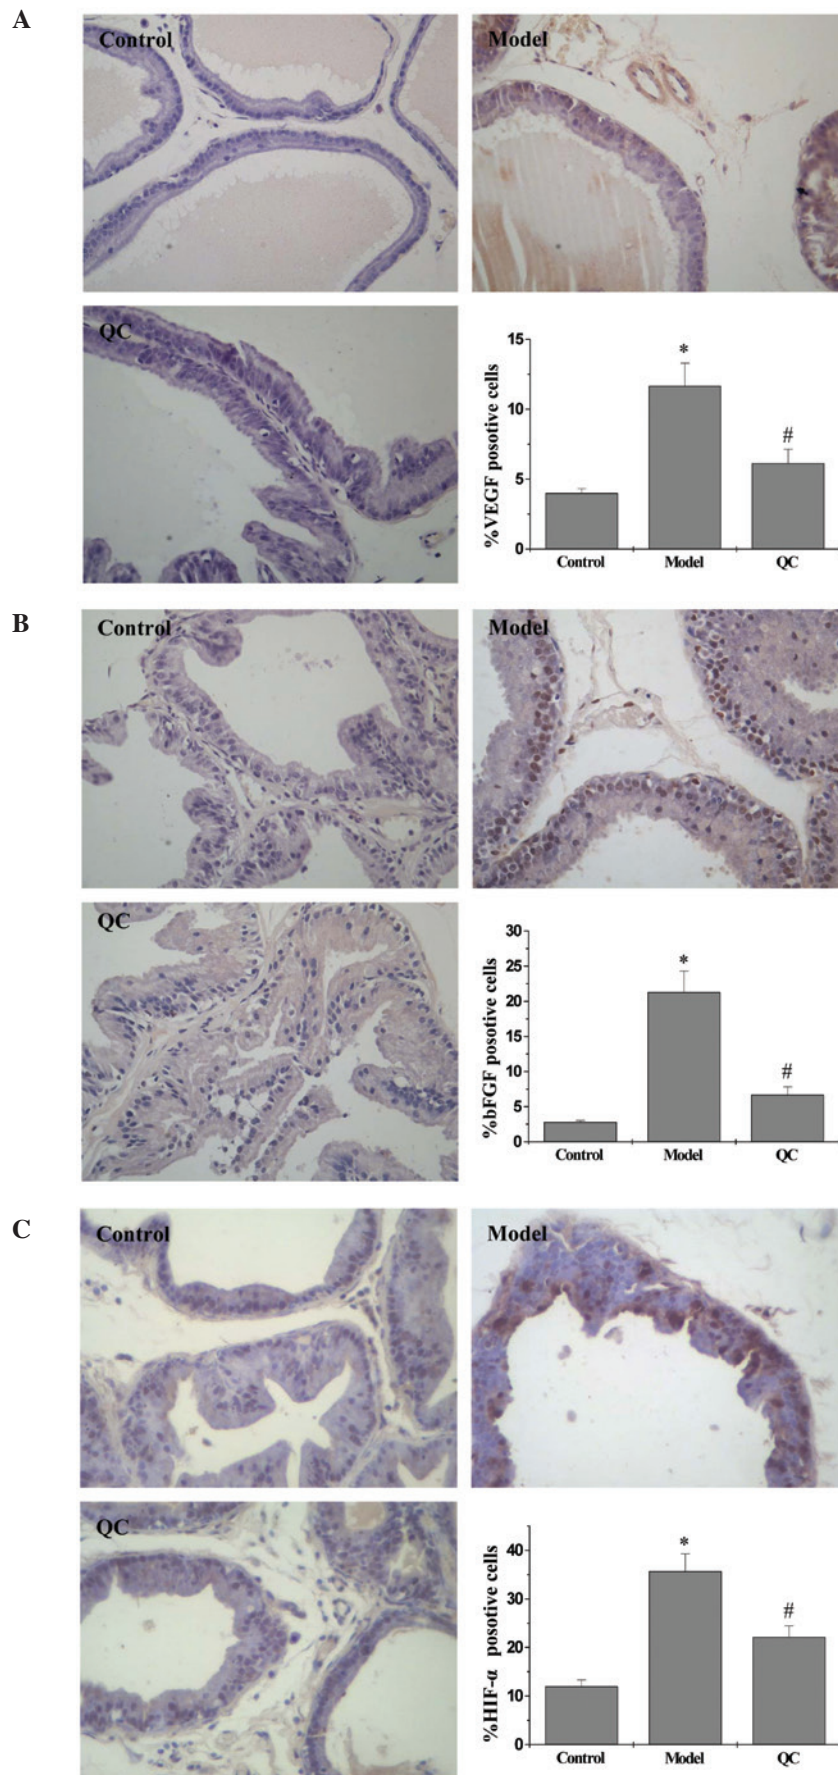 A
Control
Model
QC
%VEGF posotive cells
15
10
5
0
*
#
Control Model QC
B
Control
Model
QC
%bFGF posotive cells
30
25
20
15
10
5
0
*
#
Control Model QC
C
Control
Model
QC
%HIF-α posotive cells
40
30
20
10
0
*
#
Control Model QC